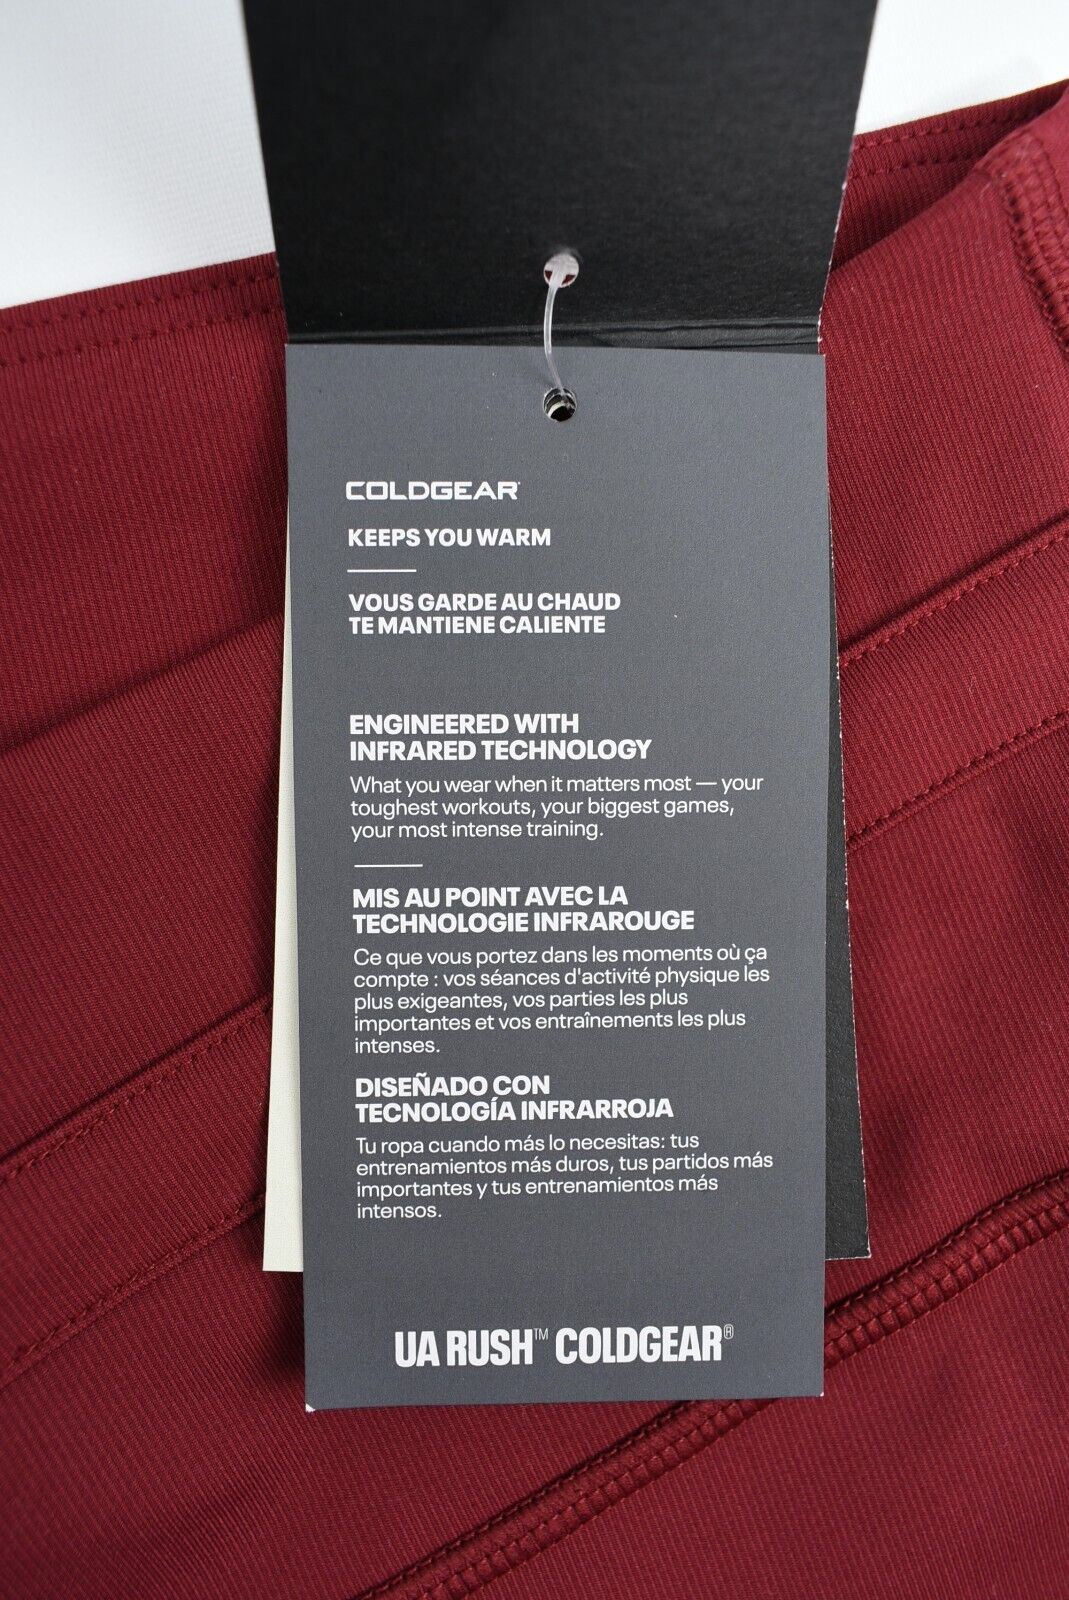 COLDGEAR
KEEPS YOU WARM
VOUS GARDE AU CHAUD
TE MANTIENE CALIENTE
ENGINEERED WITH
INFRARED TECHNOLOGY
What you wear when it matters most — your
toughest workouts, your biggest games,
your most intense training.
MIS AU POINT AVEC LA
TECHNOLOGIE INFRAROUGE
Ce que vous portez dans les moments où ça
compte : vos séances d'activité physique les
plus exigeantes, vos parties les plus
importantes et vos entraînements les plus
intenses.
DISEÑADO CON
TECNOLOGÍA INFRARROJA
Tu ropa cuando más lo necesitas: tus
entrenamientos más duros, tus partidos más
importantes y tus entrenamientos más
intensos.
UA RUSH™ COLDGEAR®